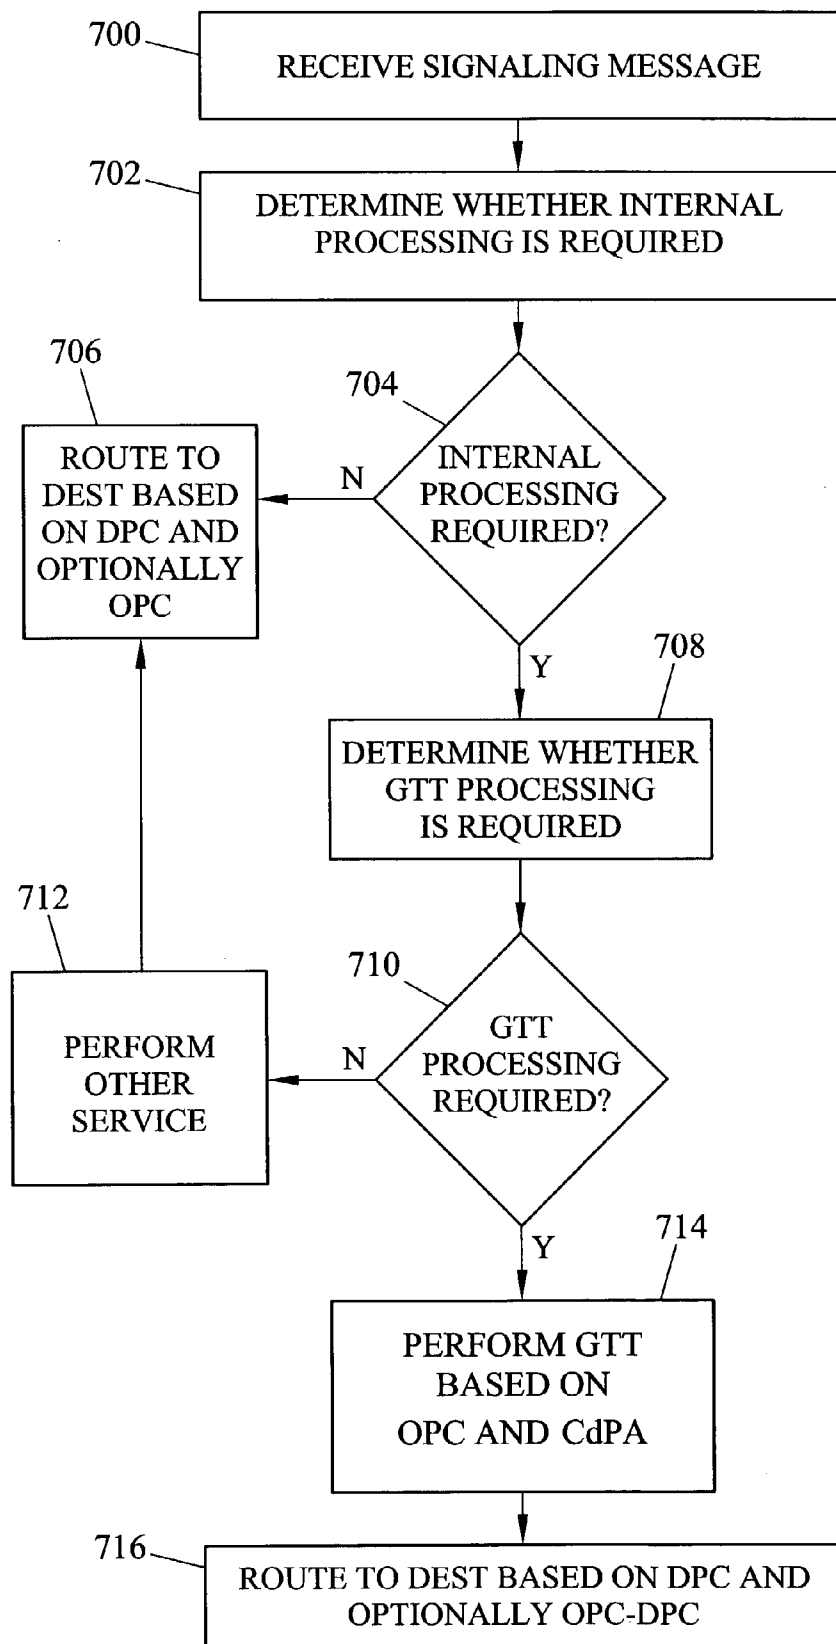 700
RECEIVE SIGNALING MESSAGE
702
DETERMINE WHETHER INTERNAL
PROCESSING IS REQUIRED
706
704
ROUTE TO
DEST BASED
ON DPC AND
OPTIONALLY
OPC
N
INTERNAL
PROCESSING
REQUIRED?
Y
708
DETERMINE WHETHER
GTT PROCESSING
IS REQUIRED
712
710
PERFORM
OTHER
SERVICE
N
GTT
PROCESSING
REQUIRED?
Y
714
PERFORM GTT
BASED ON
OPC AND CdPA
716
ROUTE TO DEST BASED ON DPC AND
OPTIONALLY OPC-DPC